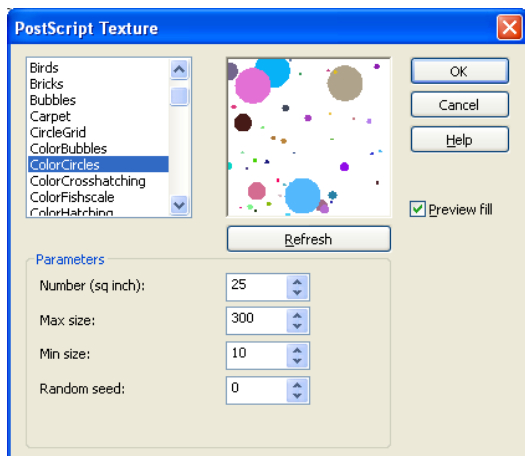 PostScript Texture
Birds
Bricks
Bubbles
Carpet
CircleGrid
ColorBubbles
ColorCircles
ColorCrosshatching
ColorFishscale
ColorHatching
OK
Cancel
Help
Preview fill
Refresh
Parameters
Number (sq inch): 25
Max size: 300
Min size: 10
Random seed: 0